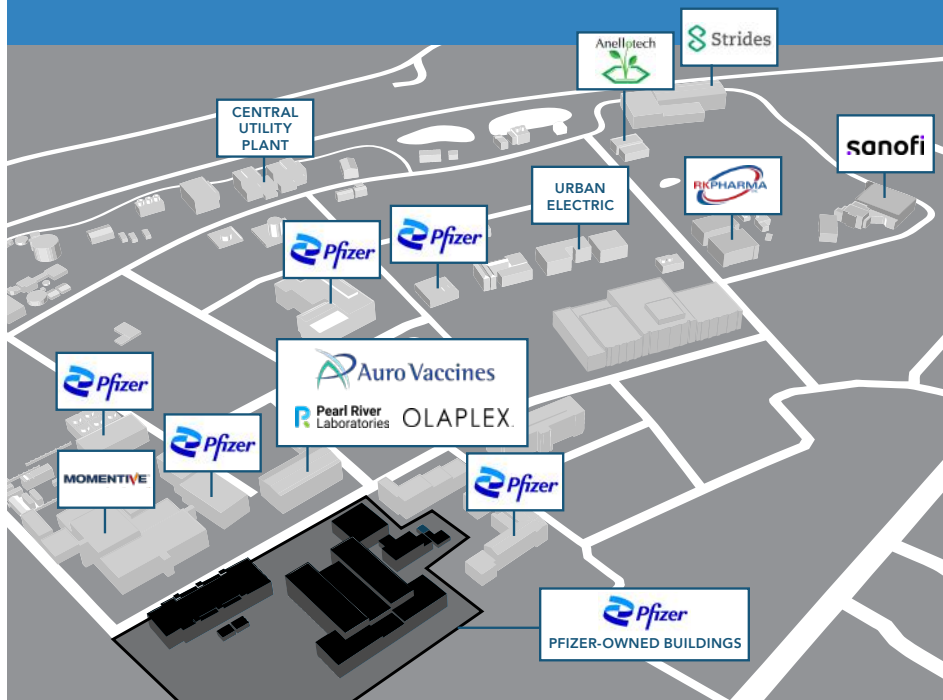 Anellotech
Strides
CENTRAL
UTILITY
PLANT
sanofi
URBAN
ELECTRIC
RKPHARMA
Pfizer
Pfizer
Auro Vaccines
Pearl River
Laboratories
OLAPLEX.
Pfizer
Pfizer
MOMENTIVE
Pfizer
Pfizer
PFIZER-OWNED BUILDINGS